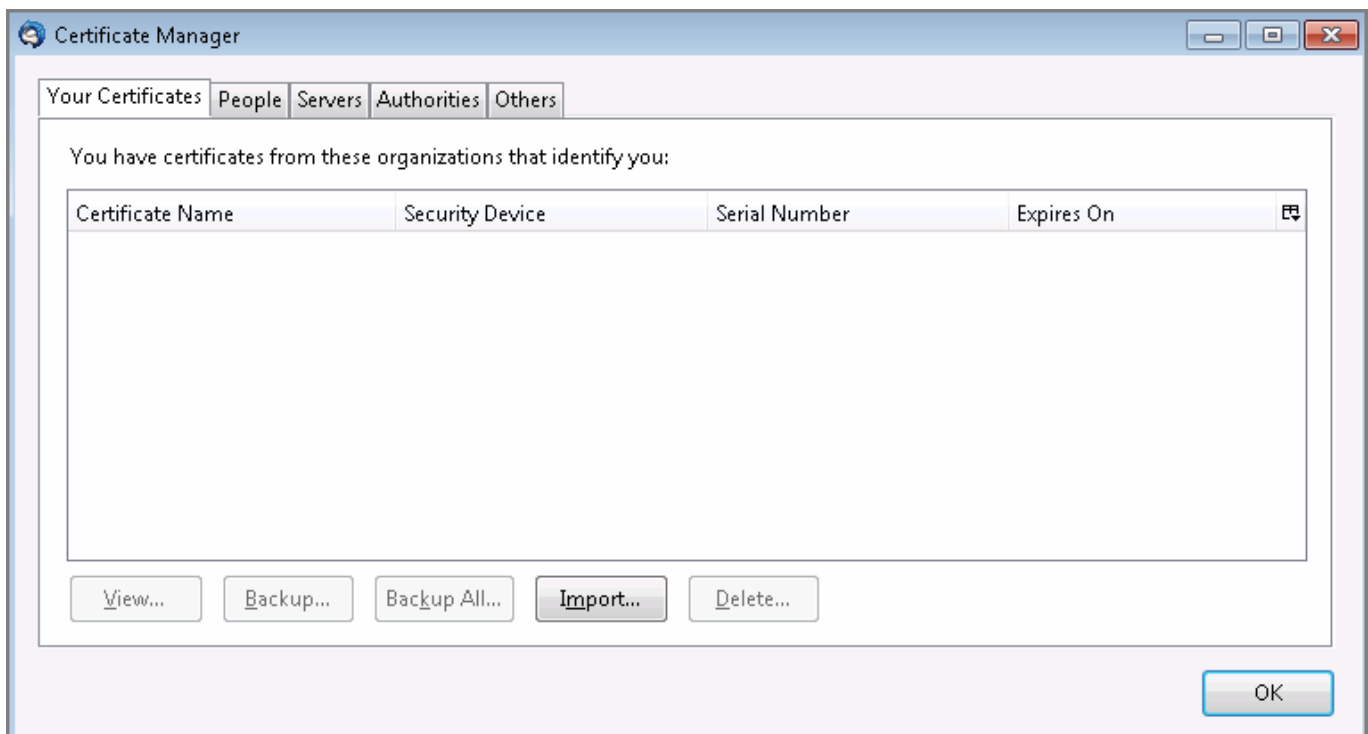 Certificate Manager
Your Certificates People Servers Authorities Others
You have certificates from these organizations that identify you:
Certificate Name Security Device Serial Number Expires On
View... Backup... Backup All... Import... Delete...
OK